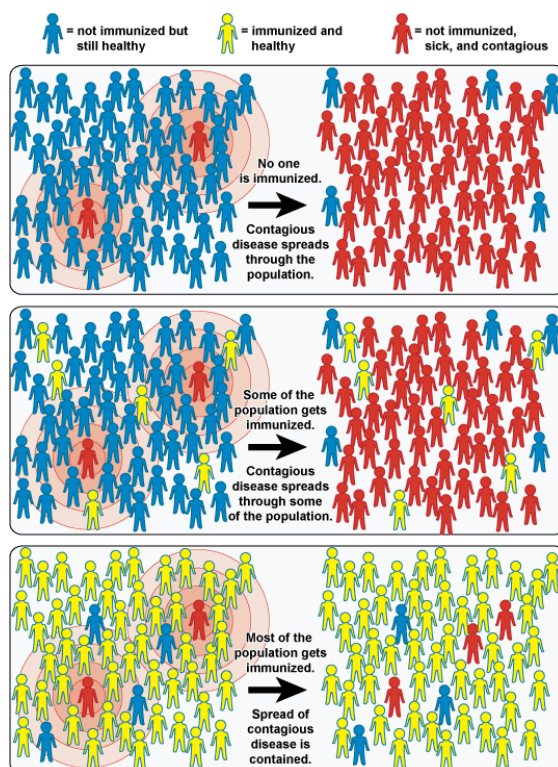 = not immunized but
still healthy
= immunized and
healthy
= not immunized,
sick, and contagious
No one
is immunized.
Contagious
disease spreads
through the
population.
Some of the
population gets
immunized.
Contagious
disease spreads
through some
of the population.
Most of the
population gets
immunized.
Spread of
contagious
disease is
contained.